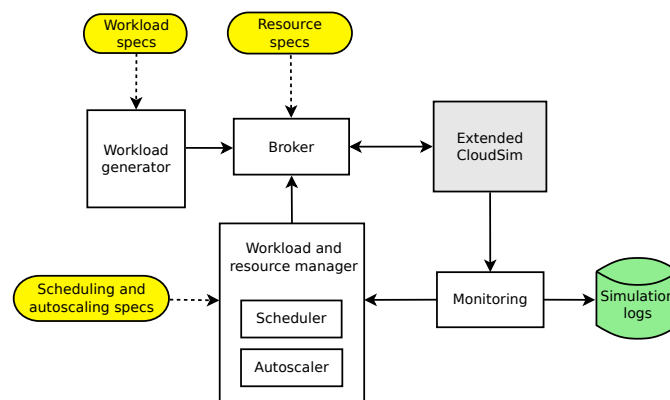 Workload
specs
Resource
specs
Workload
generator
Broker
Extended
CloudSim
Workload and
resource manager
Scheduling and
autoscaling specs
Scheduler
Autoscaler
Monitoring
Simulation
logs